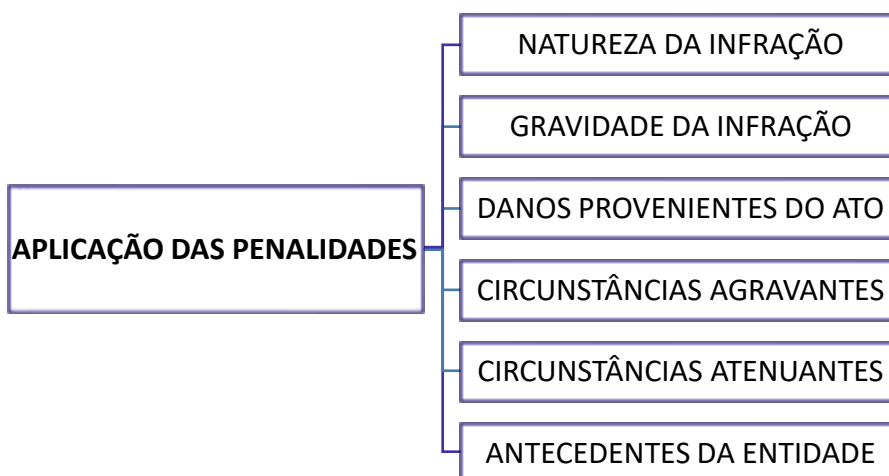 APLICAÇÃO DAS PENALIDADES
NATUREZA DA INFRAÇÃO
GRAVIDADE DA INFRAÇÃO
DANOS PROVENIENTES DO ATO
CIRCUNSTÂNCIAS AGRAVANTES
CIRCUNSTÂNCIAS ATENUANTES
ANTECEDENTES DA ENTIDADE